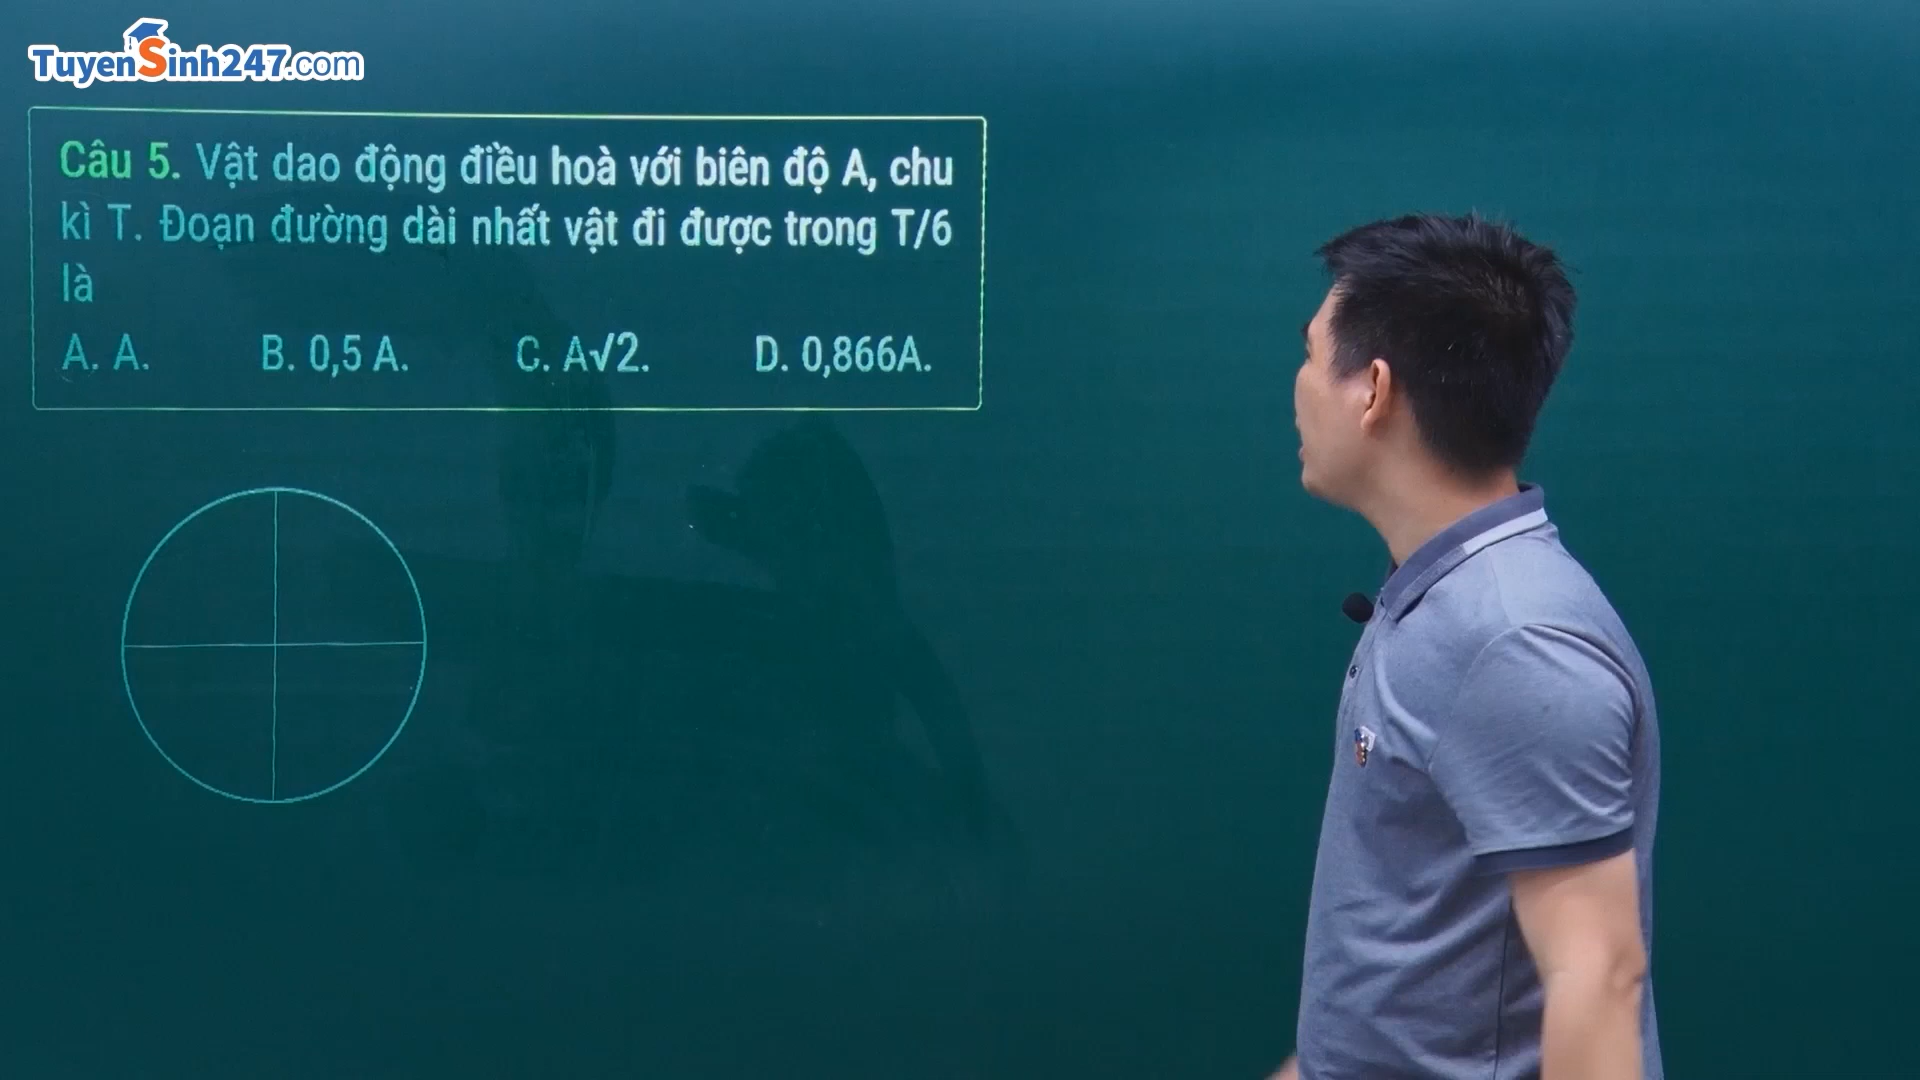 TuyenSinh247.com
Câu 5. Vật dao động điều hoà với biên độ A, chu
kì T. Đoạn đường dài nhất vật đi được trong T/6
là
A. A. B. 0,5 A. C. A√2. D. 0,866A.